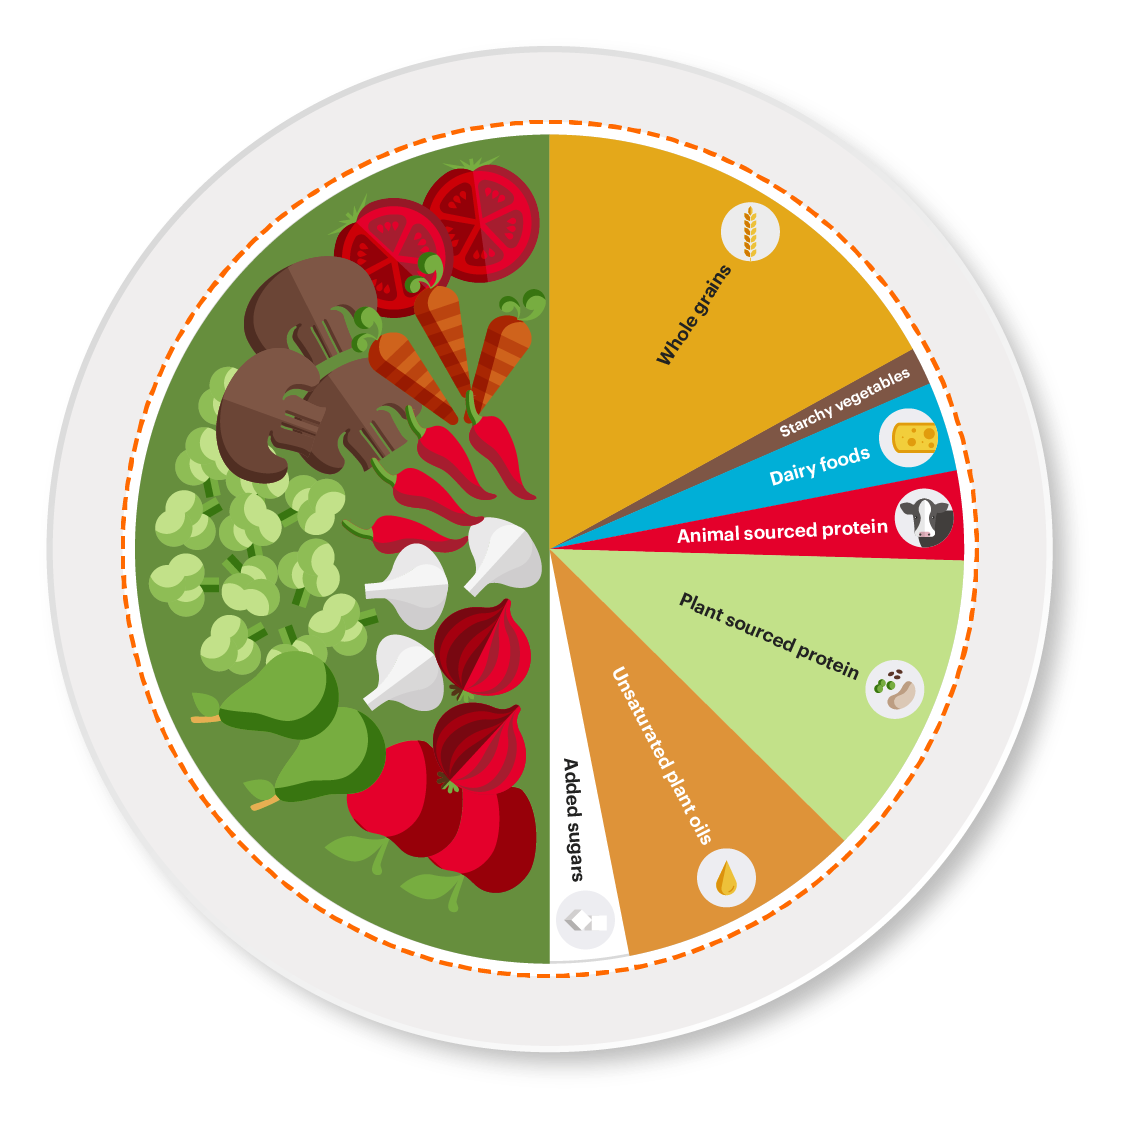 Whole grains
Starchy vegetables
Dairy foods
Animal sourced protein
Plant sourced protein
Unsaturated plant oils
Added sugars